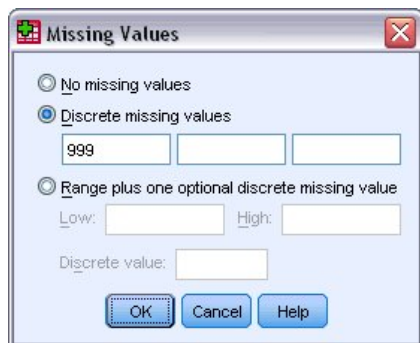 Missing Values
No missing values
Discrete missing values
999
Range plus one optional discrete missing value
Low: High:
Discrete value:
OK Cancel Help